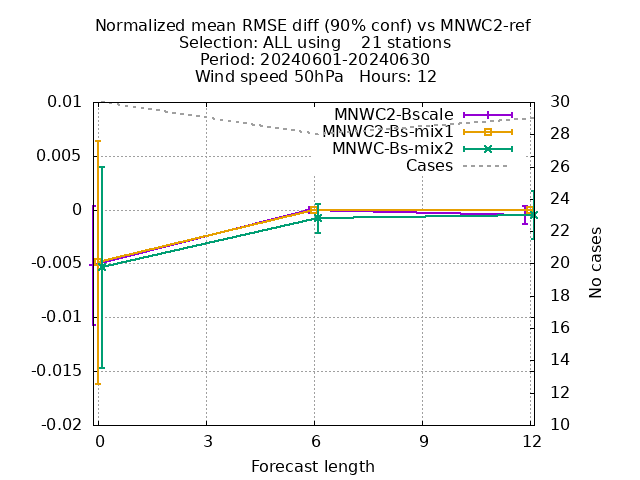 Normalized mean RMSE diff (90% conf) vs MNWC2-ref
Selection: ALL using    21 stations
Period: 20240601-20240630
Wind speed 50hPa   Hours: 12
MNWC2-Bscale
MNWC2-Bs-mix1
MNWC-Bs-mix2
Cases
0.01
0.005
0
-0.005
-0.01
-0.015
-0.02
30
28
26
24
22
20
18
16
14
12
10
No cases
0
3
6
9
12
Forecast length